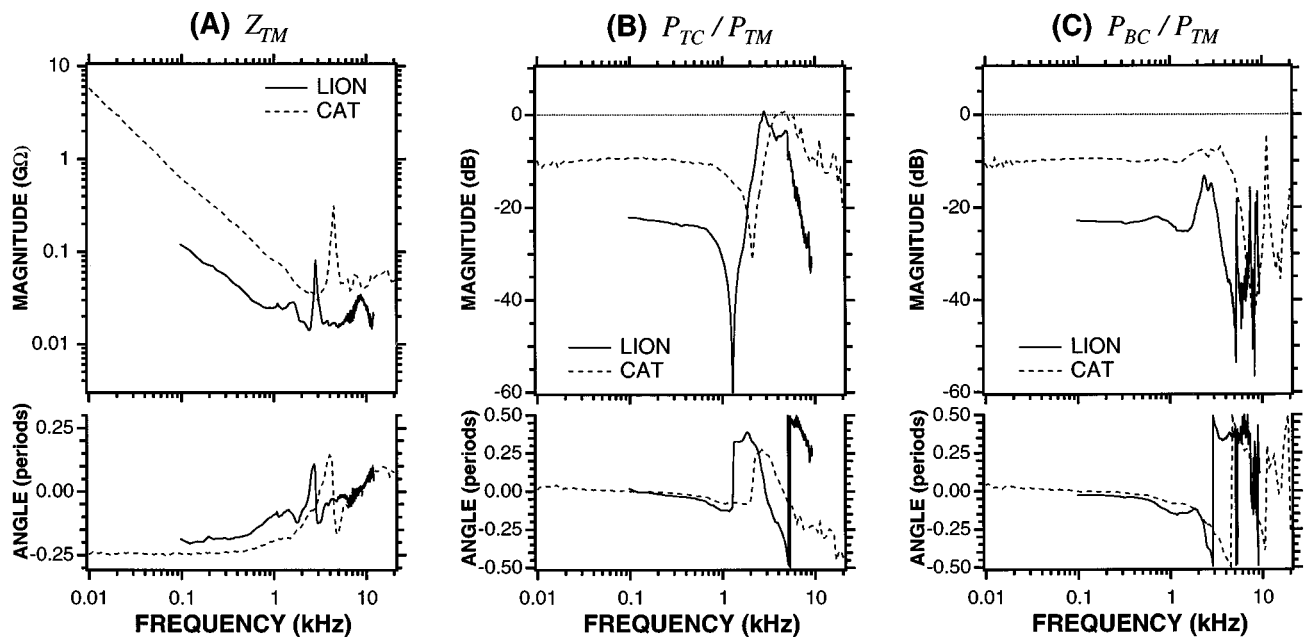 (A) Z_TM
MAGNITUDE (GΩ)
10
1
0.1
0.01
LION
CAT
ANGLE (periods)
0.25
0.00
-0.25
0.01
0.1
1
10
FREQUENCY (kHz)
(B) P_TC / P_TM
MAGNITUDE (dB)
0
-20
-40
-60
LION
CAT
ANGLE (periods)
0.50
0.25
0.00
-0.25
-0.50
0.01
0.1
1
10
FREQUENCY (kHz)
(C) P_BC / P_TM
MAGNITUDE (dB)
0
-20
-40
-60
LION
CAT
ANGLE (periods)
0.50
0.25
0.00
-0.25
-0.50
0.01
0.1
1
10
FREQUENCY (kHz)